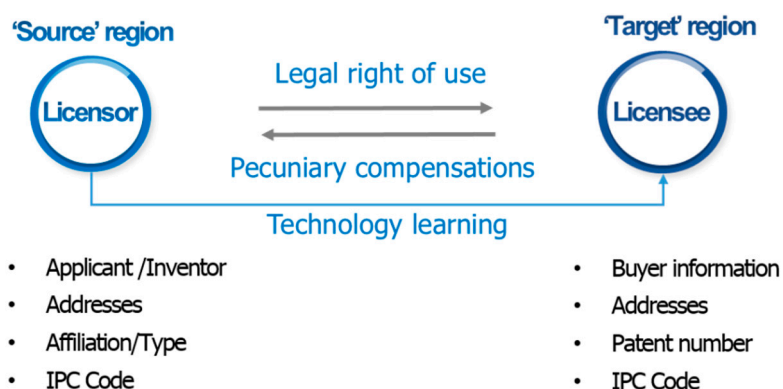 ‘Source’ region
‘Target’ region
Licensor
Legal right of use
Licensee
Pecuniary compensations
Technology learning
• Applicant /Inventor
• Addresses
• Affiliation/Type
• IPC Code
• Buyer information
• Addresses
• Patent number
• IPC Code